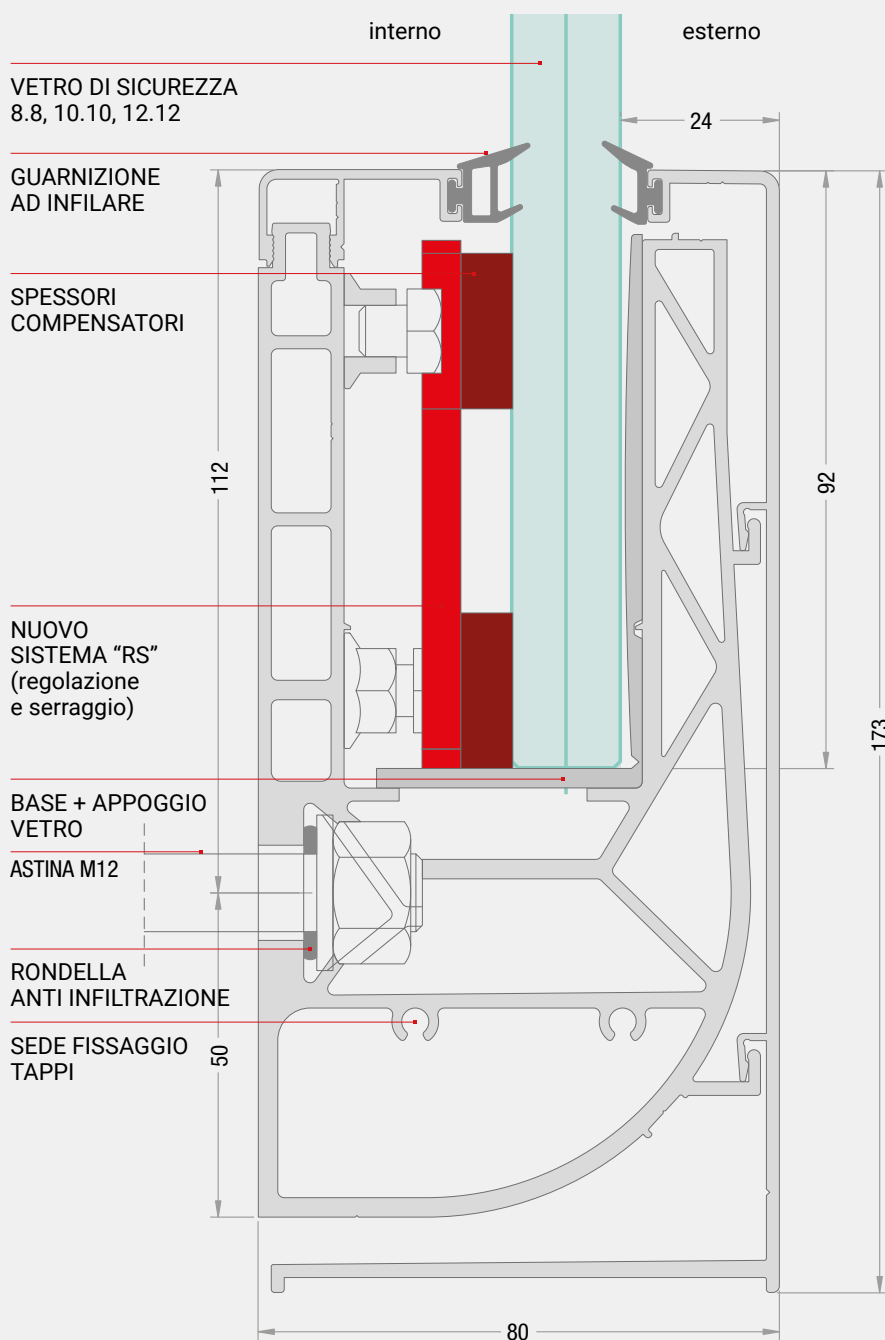 interno
esterno
VETRO DI SICUREZZA
8.8, 10.10, 12.12
24
GUARNIZIONE
AD INFILARE
SPESSORI
COMPENSATORI
112
92
NUOVO
SISTEMA “RS”
(regolazione
e serraggio)
173
BASE + APPOGGIO
VETRO
ASTINA M12
RONDELLA
ANTI INFILTRAZIONE
SEDE FISSAGGIO
TAPPI
50
80